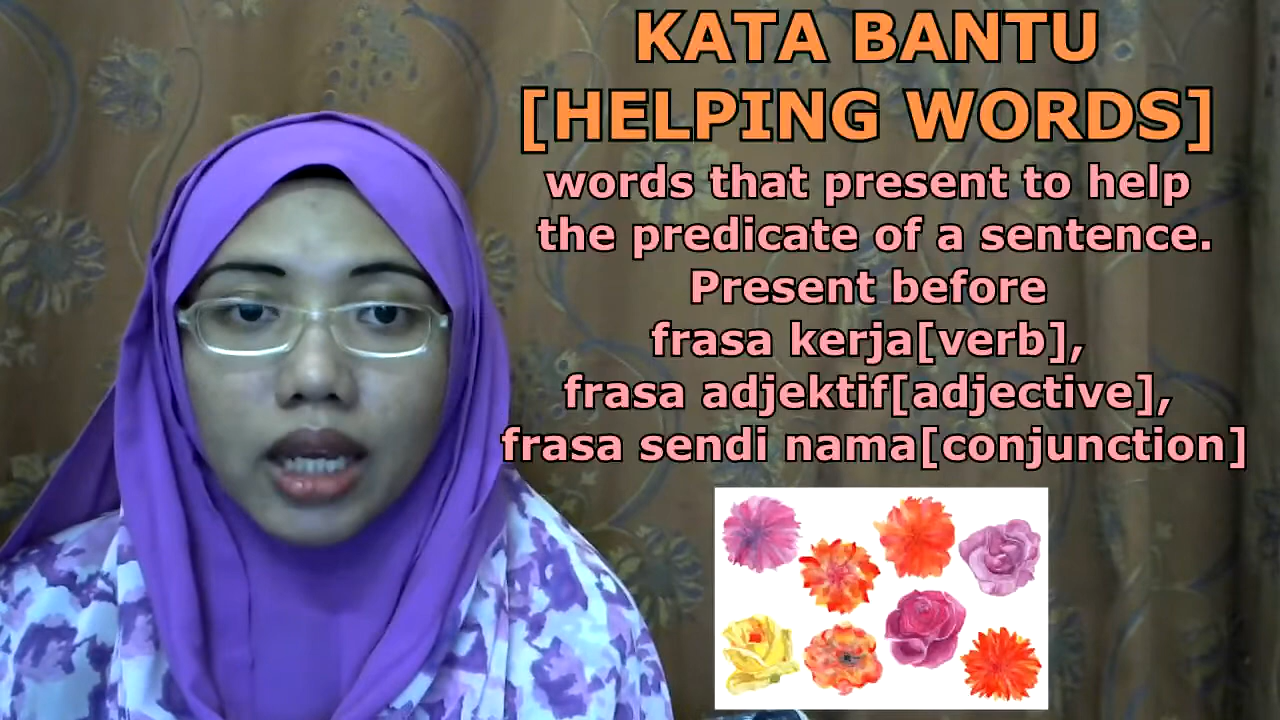 KATA BANTU
[HELPING WORDS]
words that present to help
the predicate of a sentence.
Present before
frasa kerja[verb],
frasa adjektif[adjective],
frasa sendi nama[conjunction]